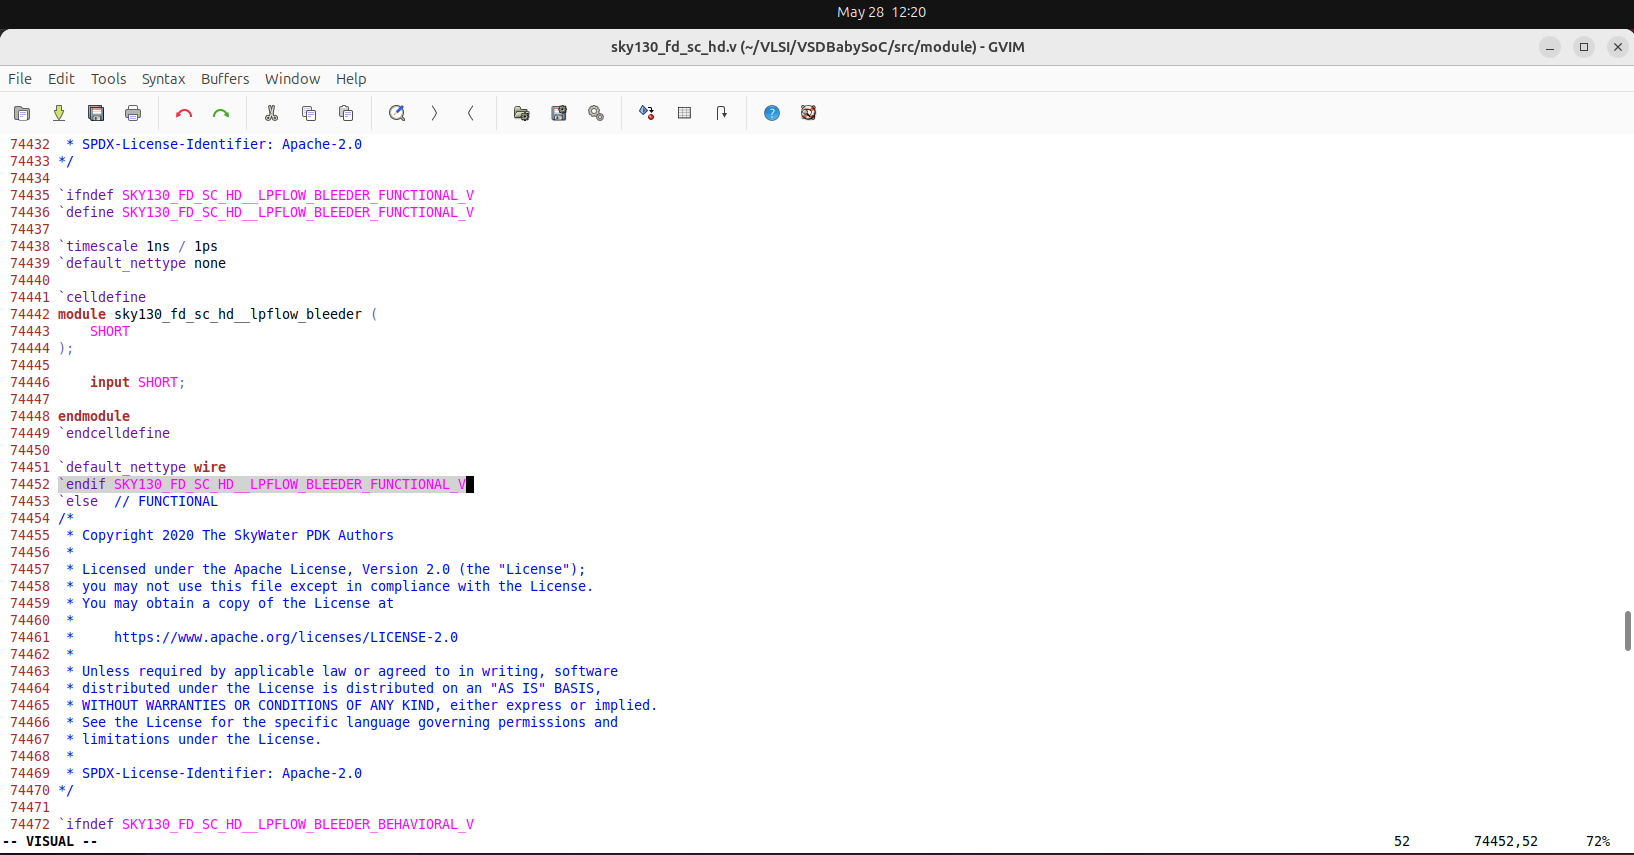 May 28 12:20
sky130_fd_sc_hd.v (~/VLSI/VSDBabySoC/src/module) - GVIM
File Edit Tools Syntax Buffers Window Help
74432  * SPDX-License-Identifier: Apache-2.0
74433 */
74434
74435 `ifndef SKY130_FD_SC_HD__LPFLOW_BLEEDER_FUNCTIONAL_V
74436 `define SKY130_FD_SC_HD__LPFLOW_BLEEDER_FUNCTIONAL_V
74437
74438 `timescale 1ns / 1ps
74439 `default_nettype none
74440
74441 `celldefine
74442 module sky130_fd_sc_hd__lpflow_bleeder (
74443     SHORT
74444 );
74445
74446     input SHORT;
74447
74448 endmodule
74449 `endcelldefine
74450
74451 `default_nettype wire
74452 `endif SKY130_FD_SC_HD__LPFLOW_BLEEDER_FUNCTIONAL_V
74453 `else  // FUNCTIONAL
74454 /*
74455  * Copyright 2020 The SkyWater PDK Authors
74456  *
74457  * Licensed under the Apache License, Version 2.0 (the "License");
74458  * you may not use this file except in compliance with the License.
74459  * You may obtain a copy of the License at
74460  *
74461  *     https://www.apache.org/licenses/LICENSE-2.0
74462  *
74463  * Unless required by applicable law or agreed to in writing, software
74464  * distributed under the License is distributed on an "AS IS" BASIS,
74465  * WITHOUT WARRANTIES OR CONDITIONS OF ANY KIND, either express or implied.
74466  * See the License for the specific language governing permissions and
74467  * limitations under the License.
74468  *
74469  * SPDX-License-Identifier: Apache-2.0
74470 */
74471
74472 `ifndef SKY130_FD_SC_HD__LPFLOW_BLEEDER_BEHAVIORAL_V
-- VISUAL -- 52 74452,52 72%